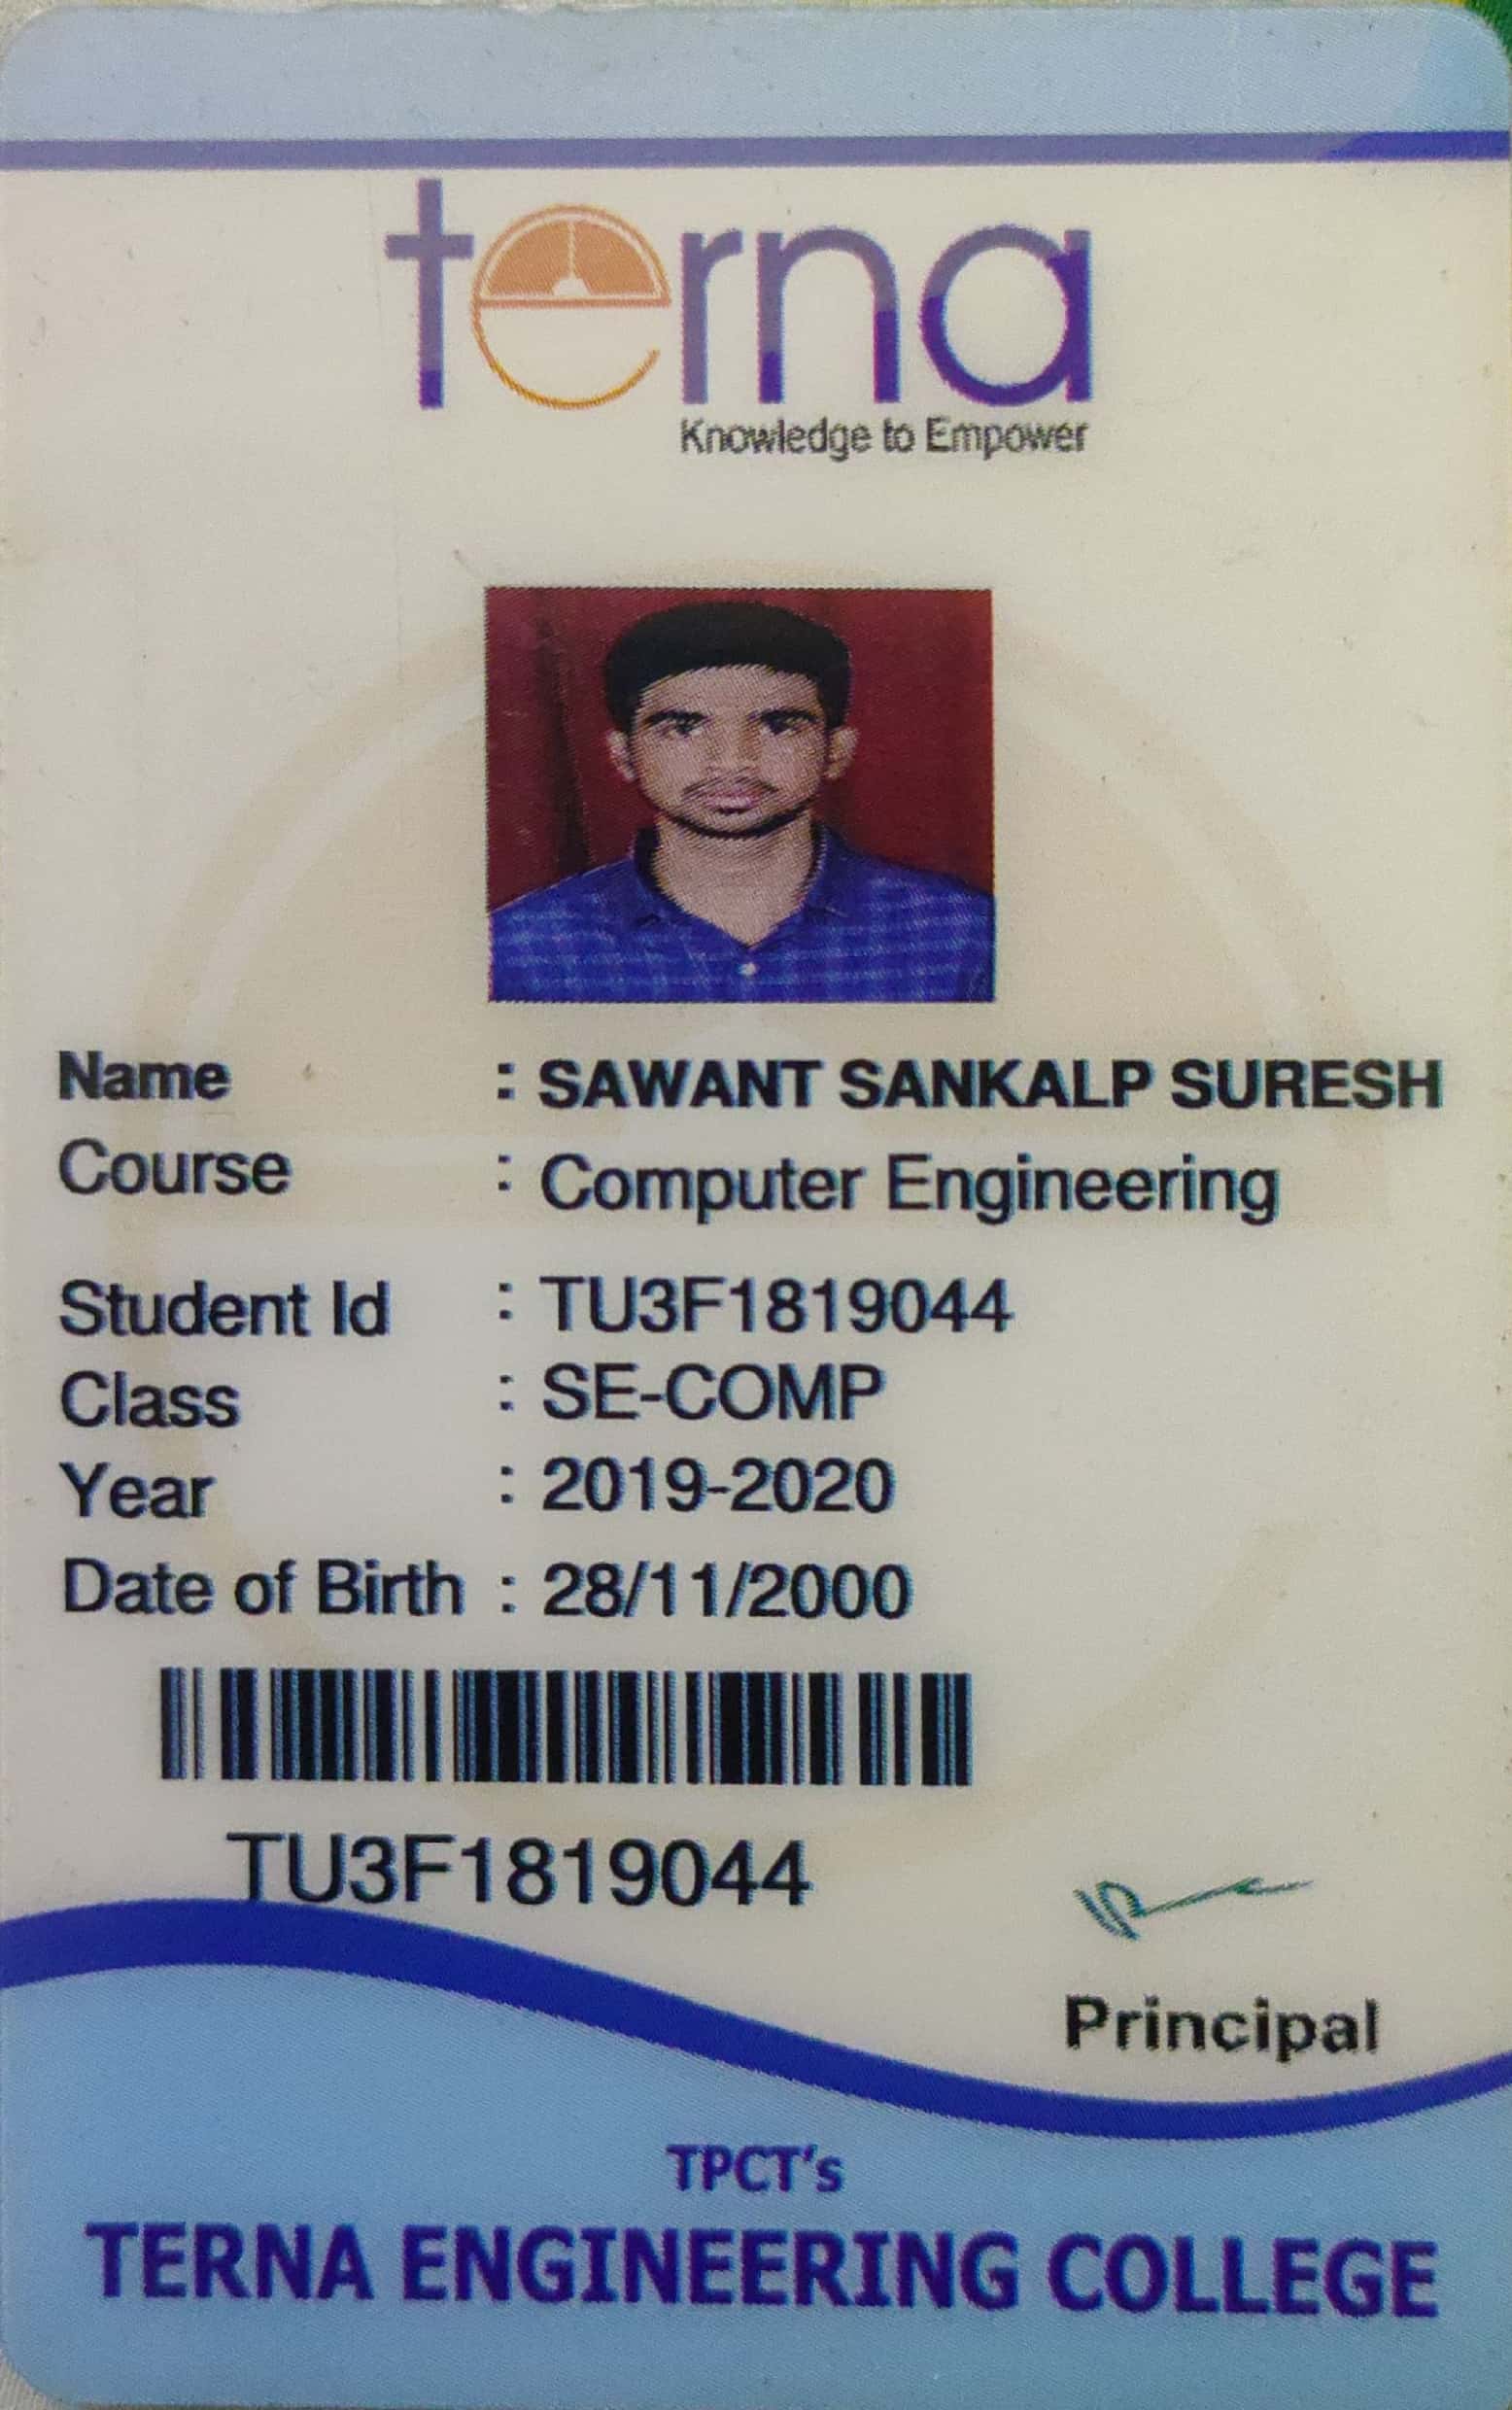 terna
Knowledge to Empower
Name : SAWANT SANKALP SURESH
Course : Computer Engineering
Student Id : TU3F1819044
Class : SE-COMP
Year : 2019-2020
Date of Birth : 28/11/2000
TU3F1819044
Principal
TPCT's
TERNA ENGINEERING COLLEGE